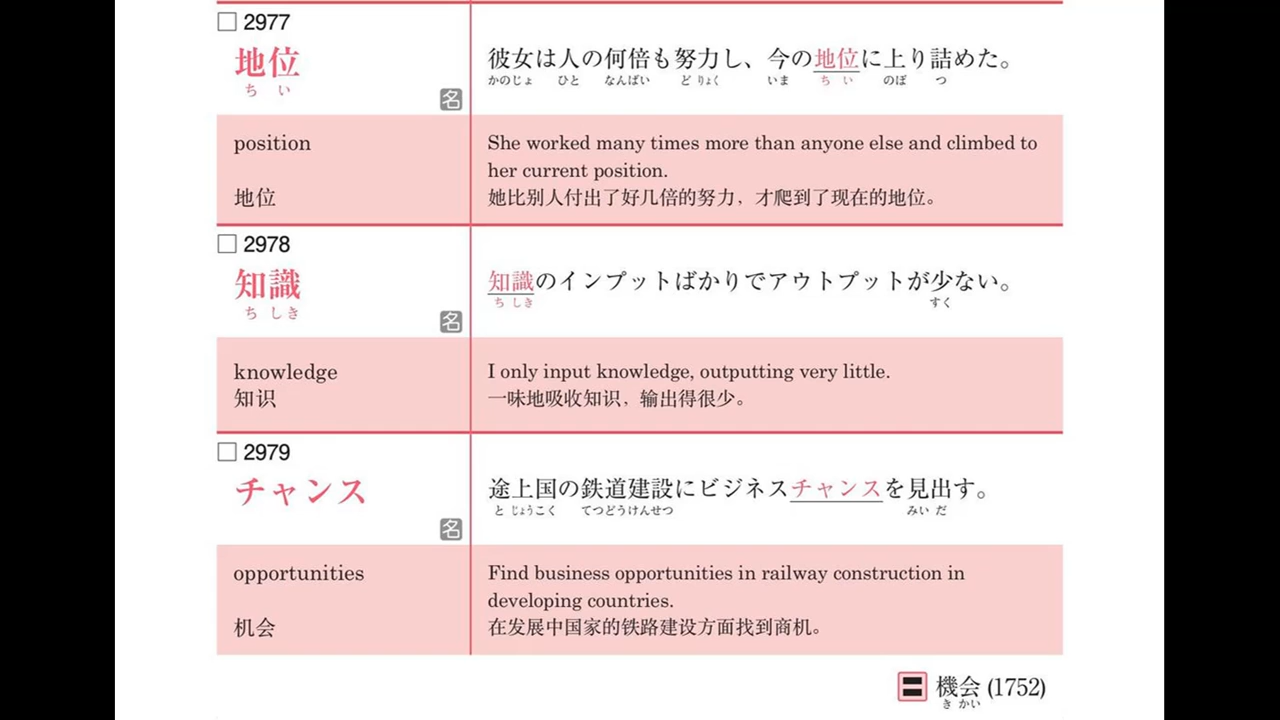 2977
地位
ちい
名
彼女は人の何倍も努力し、今の地位に上り詰めた。
かのじょ ひと なんばい どりょく いま ちい のぼ つ
position
地位
She worked many times more than anyone else and climbed to
her current position.
她比别人付出了好几倍的努力，才爬到了现在的地位。
2978
知識
ちしき
名
知識のインプットばかりでアウトプットが少ない。
ちしき すく
knowledge
知识
I only input knowledge, outputting very little.
一味地吸收知识，输出得很少。
2979
チャンス
名
途上国の鉄道建設にビジネスチャンスを見出す。
とじょうこく てつどうけんせつ みいだ
opportunities
机会
Find business opportunities in railway construction in
developing countries.
在发展中国家的铁路建设方面找到商机。
機会 (1752)
きかい